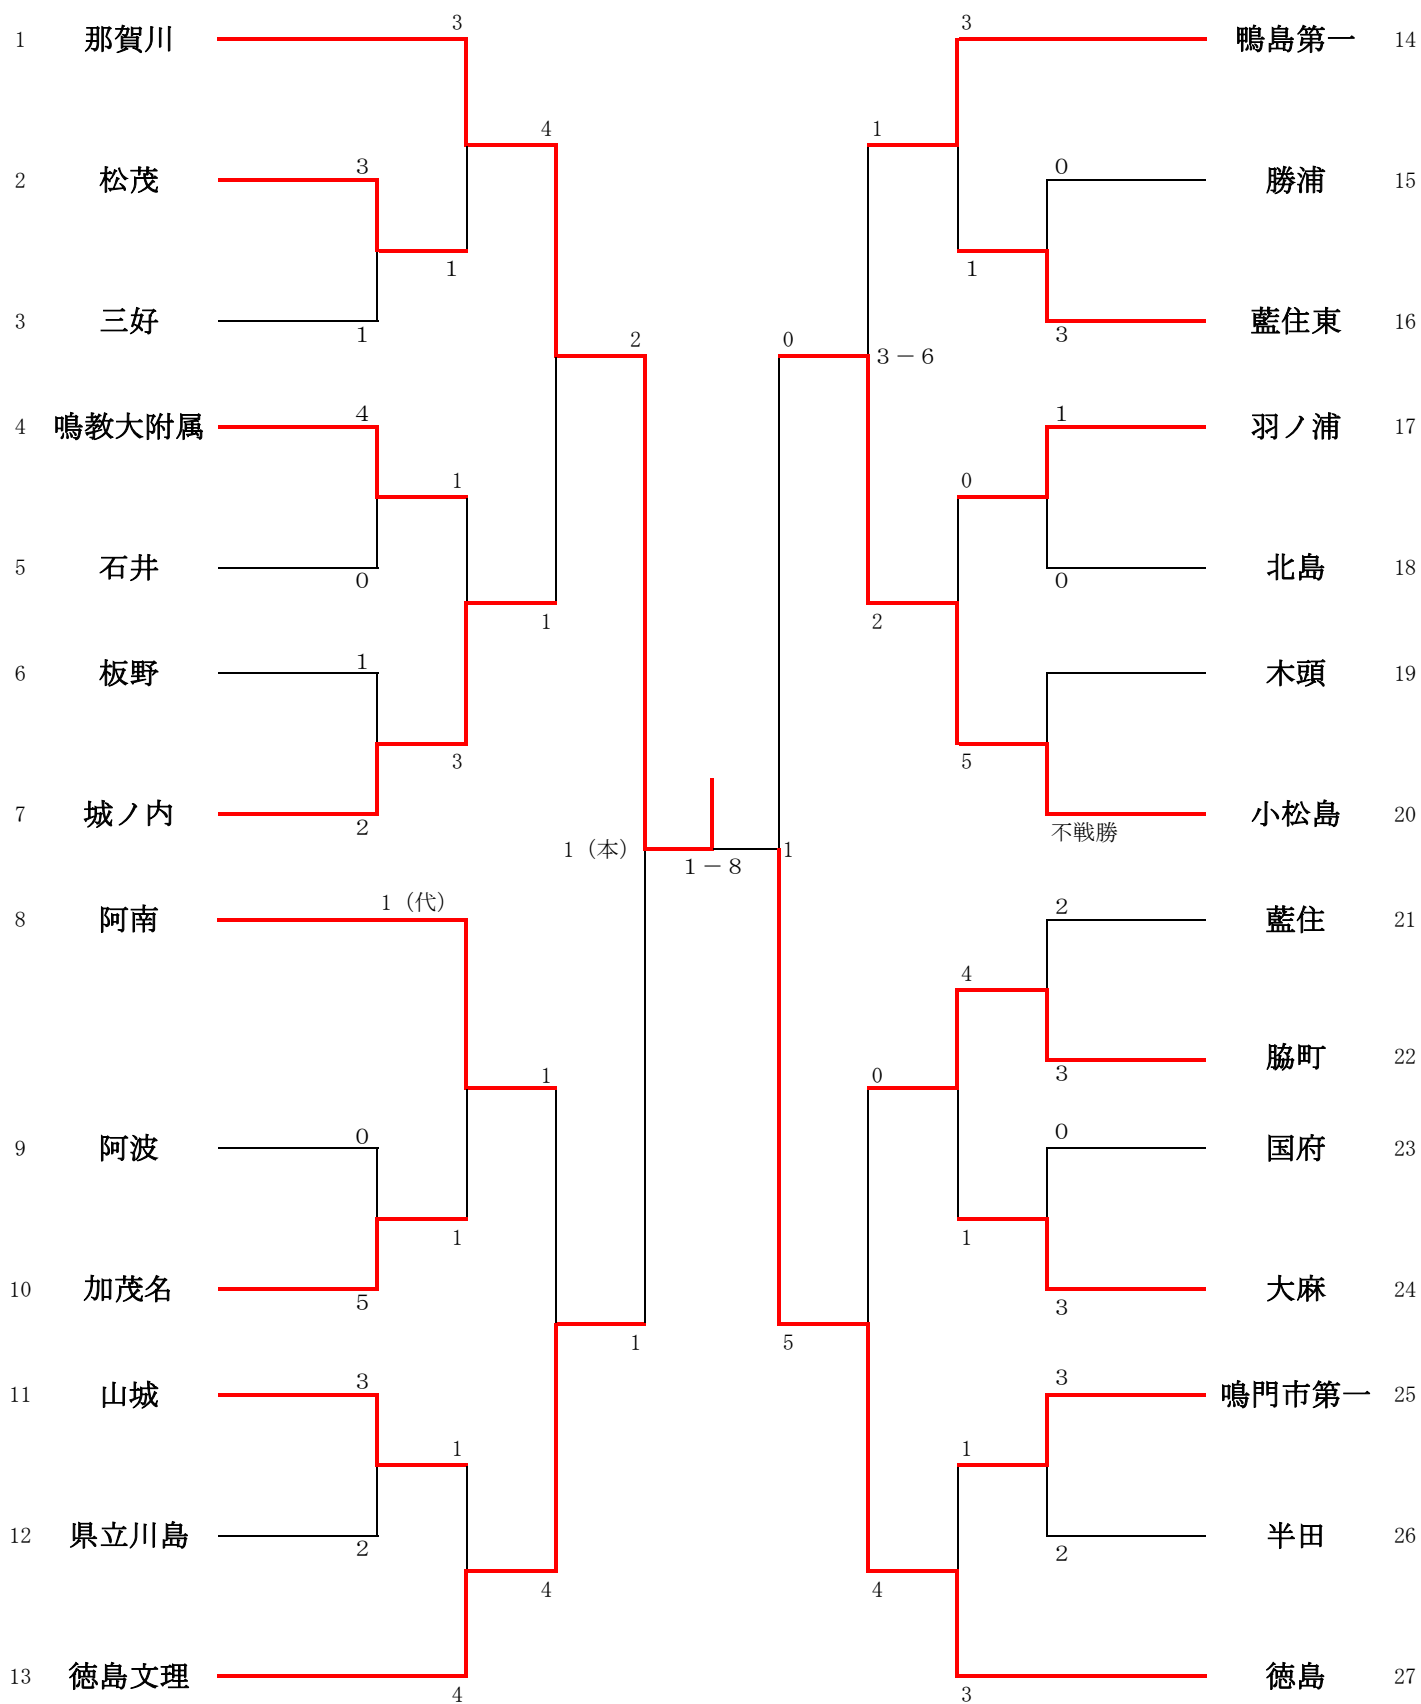 3
1 那賀川
4
3
2 松茂
1
3 三好
1
2
4
4 鳴教大附属
1
5 石井
0
1
1
6 板野
3
7 城ノ内
2
1（本）
1－8
1（代）
8 阿南
1
0
9 阿波
1
10 加茂名
5
1
3
11 山城
1
12 県立川島
2
4
13 徳島文理
4
3
鴨島第一 14
1
0
勝浦 15
1
藍住東 16
3
0
3－6
1
羽ノ浦 17
0
北島 18
0
2
木頭 19
5
小松島 20
不戦勝
1
2
藍住 21
4
脇町 22
3
0
0
国府 23
1
大麻 24
3
5
3
鳴門市第一 25
1
半田 26
2
4
徳島 27
3